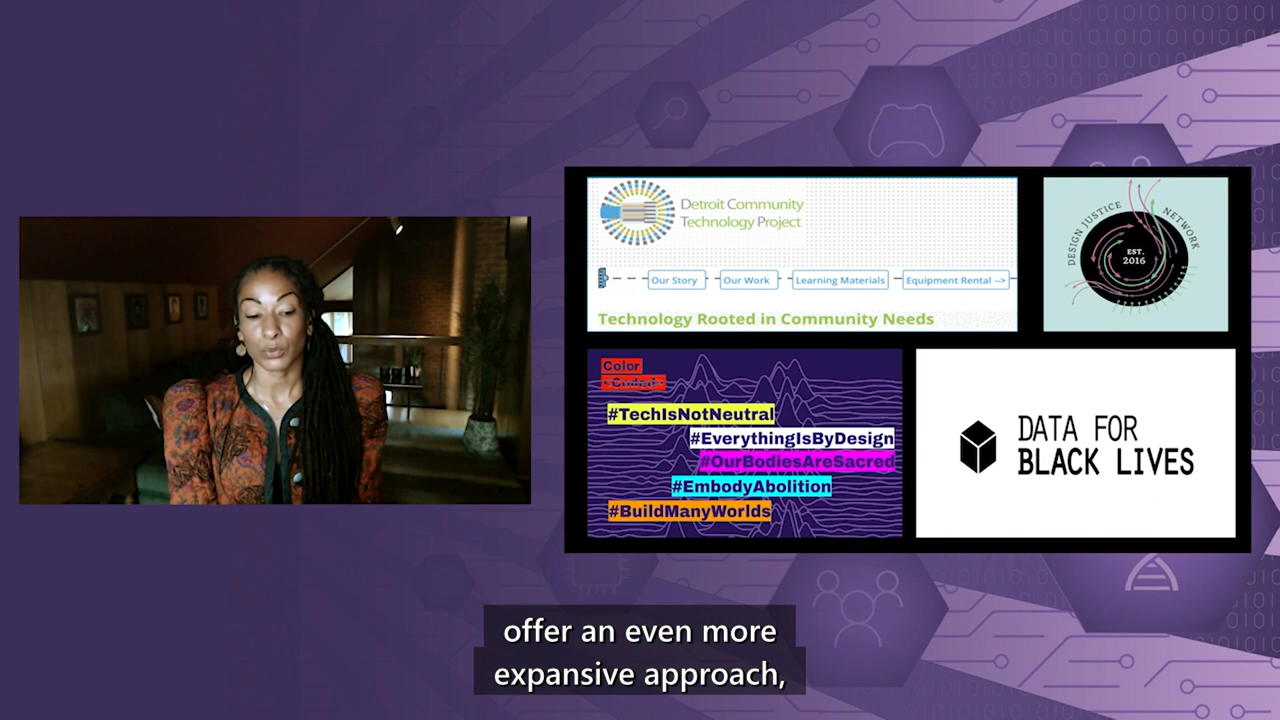 Detroit Community
Technology Project
Our Story
Our Work
Learning Materials
Equipment Rental -->
Technology Rooted in Community Needs
DESIGN JUSTICE NETWORK
EST.
2016
Color
<Coded>
#TechIsNotNeutral
#EverythingIsByDesign
#OurBodiesAreSacred
#EmbodyAbolition
#BuildManyWorlds
DATA FOR
BLACK LIVES
offer an even more
expansive approach,